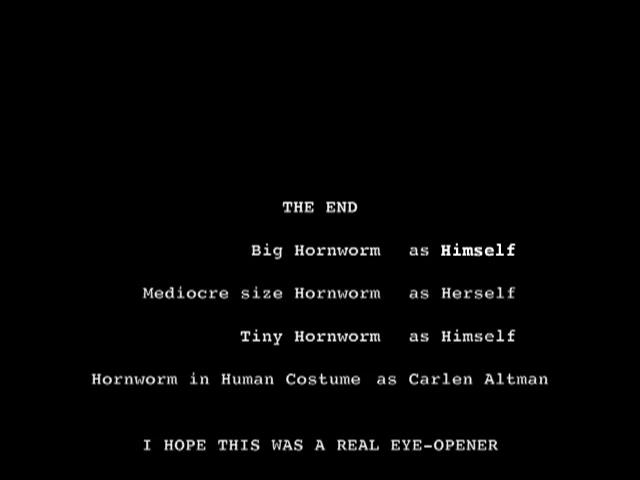 THE END
Big Hornworm as Himself
Mediocre size Hornworm as Herself
Tiny Hornworm as Himself
Hornworm in Human Costume as Carlen Altman
I HOPE THIS WAS A REAL EYE-OPENER